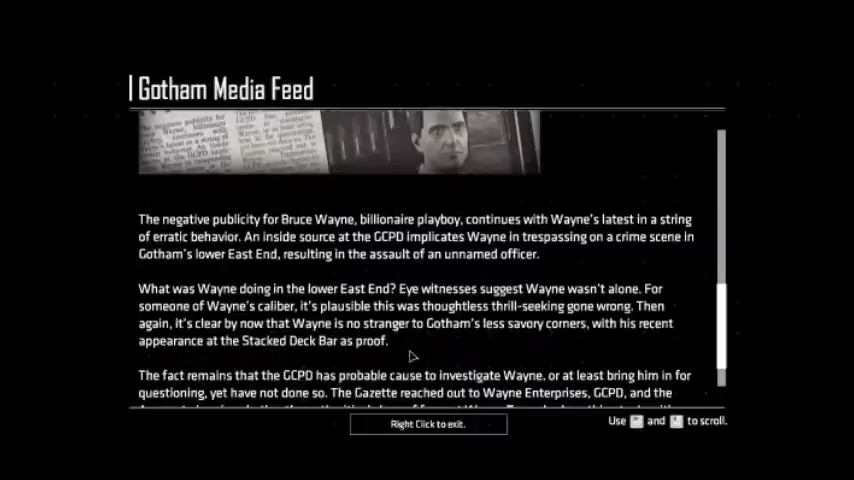 Gotham Media Feed
The negative publicity for Bruce Wayne, billionaire playboy, continues with Wayne's latest in a string
of erratic behavior. An inside source at the GCPD implicates Wayne in trespassing on a crime scene in
Gotham's lower East End, resulting in the assault of an unnamed officer.
What was Wayne doing in the lower East End? Eye witnesses suggest Wayne wasn't alone. For
someone of Wayne's caliber, it's plausible this was thoughtless thrill-seeking gone wrong. Then
again, it's clear by now that Wayne is no stranger to Gotham's less savory corners, with his recent
appearance at the Stacked Deck Bar as proof.
The fact remains that the GCPD has probable cause to investigate Wayne, or at least bring him in for
questioning, yet have not done so. The Gazette reached out to Wayne Enterprises, GCPD, and the
Right Click to exit.
Use and to scroll.